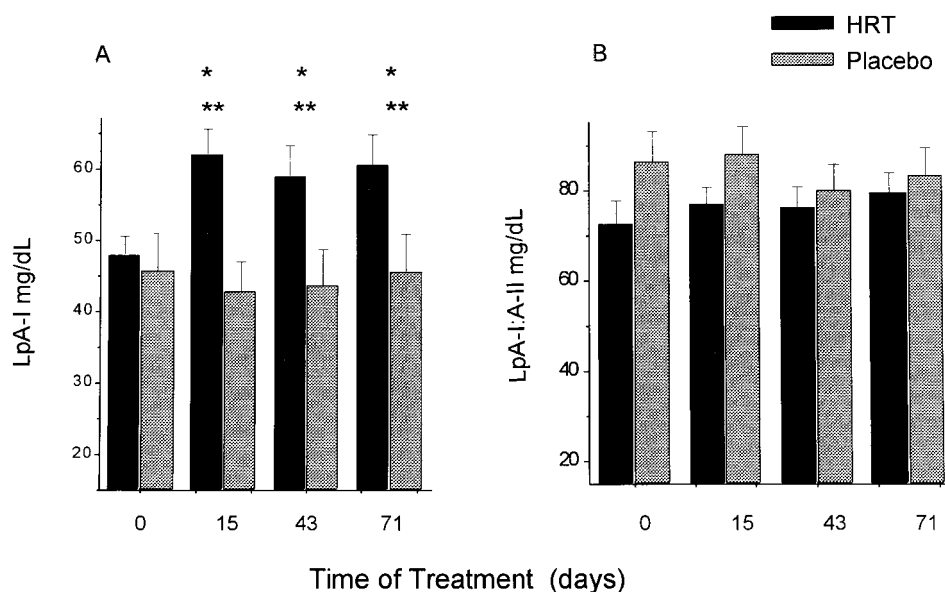 HRT
Placebo
A
* * *
** ** **
LpA-I mg/dL
60
50
40
30
20
0 15 43 71
B
LpA-I:A-II mg/dL
80
60
40
20
0 15 43 71
Time of Treatment (days)